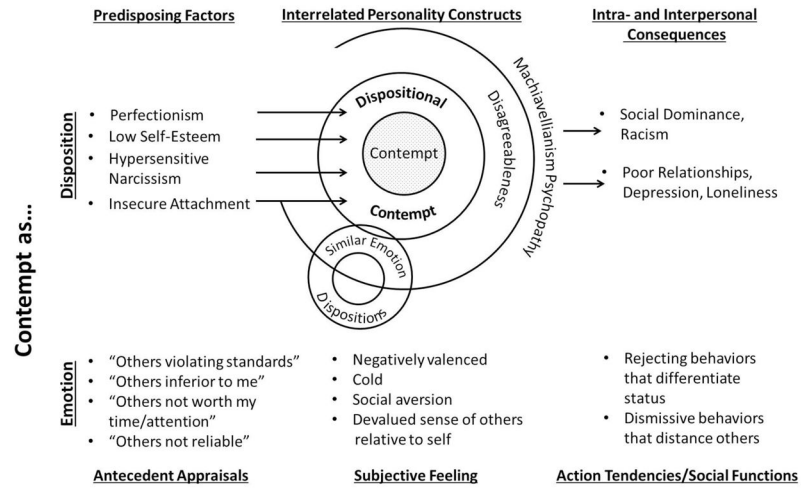 Predisposing Factors
Interrelated Personality Constructs
Intra- and Interpersonal
Consequences
Contempt as...
Disposition
• Perfectionism
• Low Self-Esteem
• Hypersensitive
Narcissism
• Insecure Attachment
Dispositional
Contempt
Contempt
Disagreeableness
Machiavellianism Psychopathy
Similar Emotion
Dispositions
• Social Dominance,
Racism
• Poor Relationships,
Depression, Loneliness
Emotion
• “Others violating standards”
• “Others inferior to me”
• “Others not worth my
time/attention”
• “Others not reliable”
• Negatively valenced
• Cold
• Social aversion
• Devalued sense of others
relative to self
• Rejecting behaviors
that differentiate
status
• Dismissive behaviors
that distance others
Antecedent Appraisals
Subjective Feeling
Action Tendencies/Social Functions